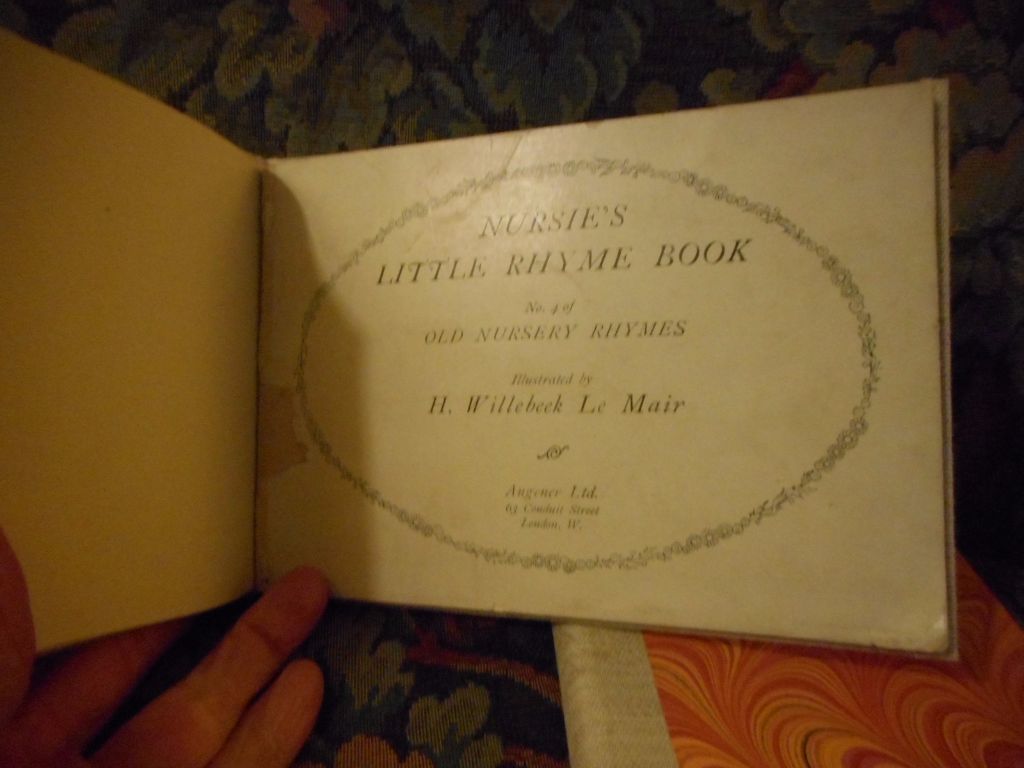 NURSIE'S
LITTLE RHYME BOOK
No. 4 of
OLD NURSERY RHYMES
Illustrated by
H. Willebeek Le Mair
Augener Ltd.
63 Conduit Street
London, W.